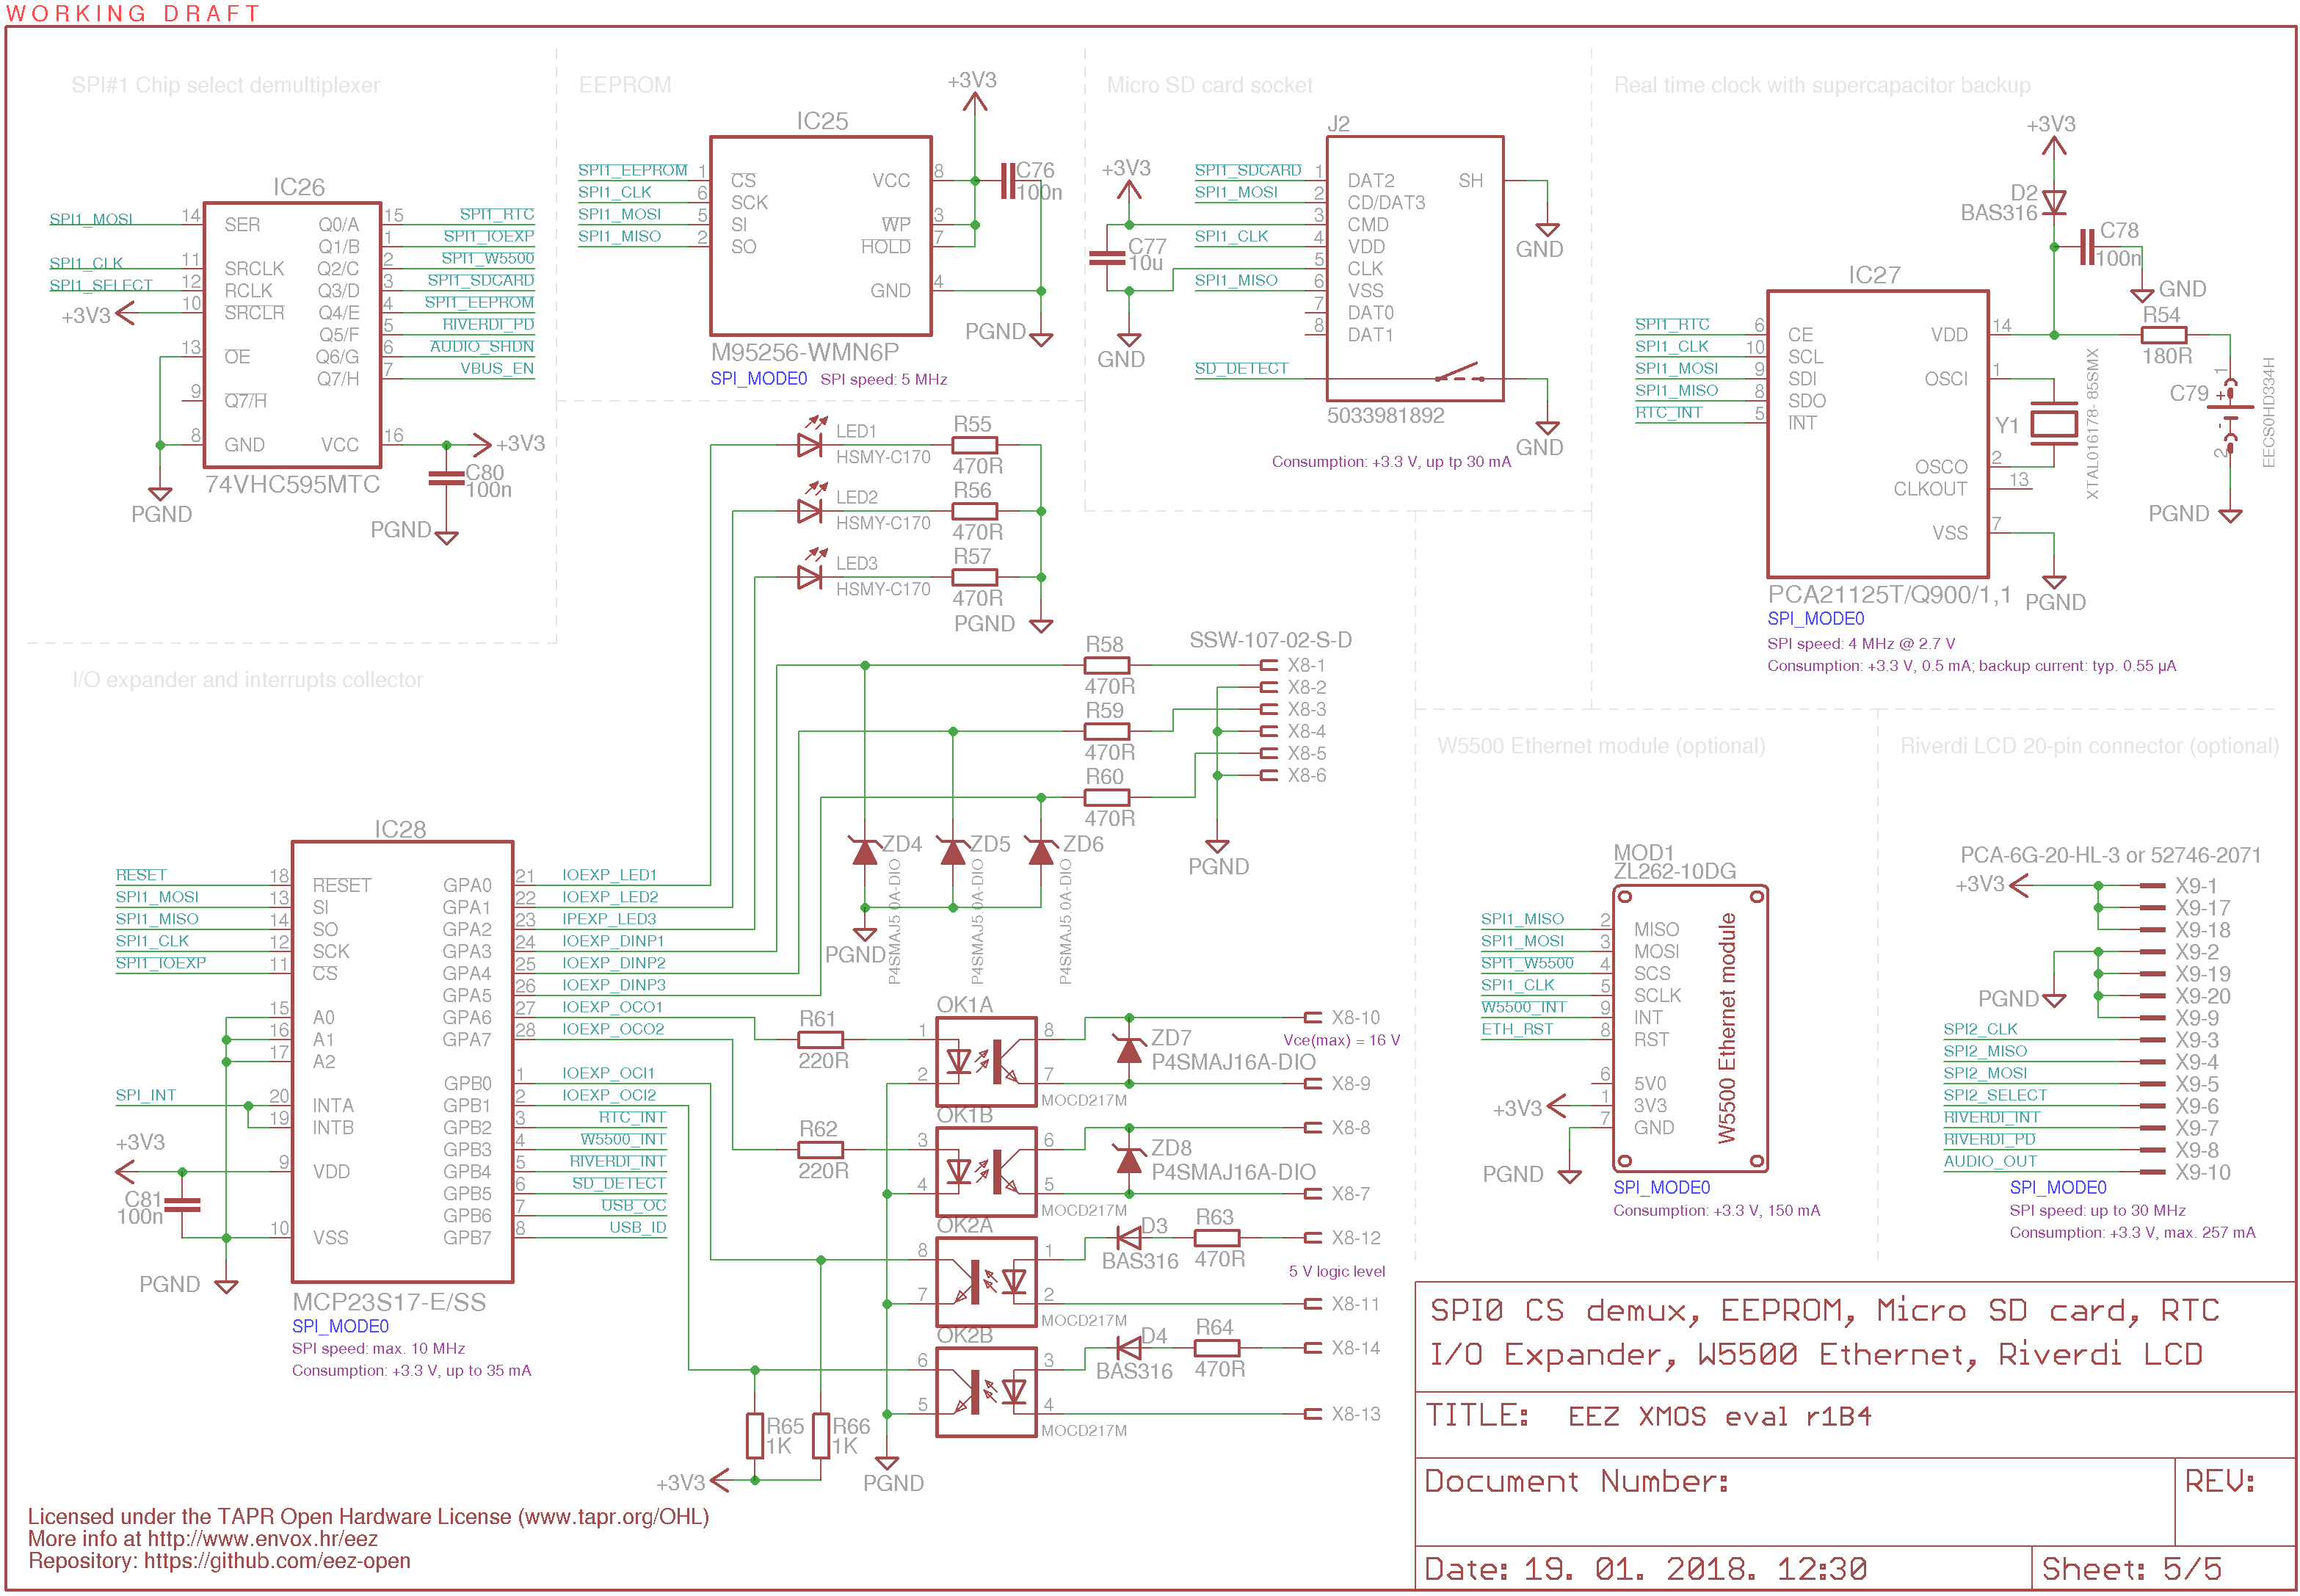 WORKING DRAFT
SPI#1 Chip select demultiplexer
IC26
SPI1_MOSI 14 SER Q0/A 15 SPI1_RTC
Q1/B 1 SPI1_IOEXP
SPI1_CLK 11 SRCLK Q2/C 2 SPI1_W5500
SPI1_SELECT 12 RCLK Q3/D 3 SPI1_SDCARD
+3V3 10 SRCLR Q4/E 4 SPI1_EEPROM
Q5/F 5 RIVERDI_PD
13 OE Q6/G 6 AUDIO_SHDN
Q7/H 7 VBUS_EN
9 Q7/H
8 GND VCC 16 +3V3
74VHC595MTC
C80
100n
PGND
PGND
EEPROM
+3V3
IC25
SPI1_EEPROM 1 CS VCC 8
SPI1_CLK 6 SCK
SPI1_MOSI 5 SI WP 3
SPI1_MISO 2 SO HOLD 7
GND 4
C76
100n
PGND
M95256-WMN6P
SPI_MODE0 SPI speed: 5 MHz
Micro SD card socket
J2
+3V3
SPI1_SDCARD 1 DAT2 SH
SPI1_MOSI 2 CD/DAT3
3 CMD
SPI1_CLK 4 VDD
5 CLK
SPI1_MISO 6 VSS
7 DAT0
8 DAT1
SD_DETECT
C77
10u
GND
GND
GND
5033981892
Consumption: +3.3 V, up tp 30 mA
Real time clock with supercapacitor backup
+3V3
D2
BAS316
C78
100n
GND
IC27
SPI1_RTC 6 CE VDD 14
SPI1_CLK 10 SCL
SPI1_MOSI 9 SDI OSCI 1
SPI1_MISO 8 SDO
RTC_INT 5 INT
OSCO 2
CLKOUT 13
VSS 7
R54
180R
Y1
XTAL016178- 85SMX
C79 +
-
1
2
EECS0HD334H
PGND
PGND
PCA21125T/Q900/1,1
SPI_MODE0
SPI speed: 4 MHz @ 2.7 V
Consumption: +3.3 V, 0.5 mA; backup current: typ. 0.55 µA
LED1
HSMY-C170
R55
470R
LED2
HSMY-C170
R56
470R
LED3
HSMY-C170
R57
470R
PGND
I/O expander and interrupts collector
R58
470R
R59
470R
R60
470R
SSW-107-02-S-D
X8-1
X8-2
X8-3
X8-4
X8-5
X8-6
PGND
ZD4
P4SMAJ5.0A-DIO
ZD5
P4SMAJ5.0A-DIO
ZD6
P4SMAJ5.0A-DIO
PGND
IC28
RESET 18 RESET GPA0 21 IOEXP_LED1
SPI1_MOSI 13 SI GPA1 22 IOEXP_LED2
SPI1_MISO 14 SO GPA2 23 IPEXP_LED3
SPI1_CLK 12 SCK GPA3 24 IOEXP_DINP1
SPI1_IOEXP 11 CS GPA4 25 IOEXP_DINP2
GPA5 26 IOEXP_DINP3
15 A0 GPA6 27 IOEXP_OCO1
16 A1 GPA7 28 IOEXP_OCO2
17 A2
GPB0 1 IOEXP_OCI1
SPI_INT 20 INTA GPB1 2 IOEXP_OCI2
19 INTB GPB2 3 RTC_INT
GPB3 4 W5500_INT
+3V3 9 VDD GPB4 5 RIVERDI_INT
GPB5 6 SD_DETECT
GPB6 7 USB_OC
10 VSS GPB7 8 USB_ID
C81
100n
PGND
MCP23S17-E/SS
SPI_MODE0
SPI speed: max. 10 MHz
Consumption: +3.3 V, up to 35 mA
OK1A
R61
220R
1
2
8
7
MOCD217M
ZD7
P4SMAJ16A-DIO
X8-10
Vce(max) = 16 V
X8-9
OK1B
R62
220R
3
4
6
5
MOCD217M
ZD8
P4SMAJ16A-DIO
X8-8
X8-7
OK2A
8
7
1
2
MOCD217M
D3
BAS316
R63
470R
X8-12
5 V logic level
X8-11
OK2B
6
5
3
4
MOCD217M
D4
BAS316
R64
470R
X8-14
X8-13
R65
1K
R66
1K
+3V3
PGND
W5500 Ethernet module (optional)
MOD1
ZL262-10DG
SPI1_MISO 2 MISO
SPI1_MOSI 3 MOSI
SPI1_W5500 4 SCS
SPI1_CLK 5 SCLK
W5500_INT 9 INT
ETH_RST 8 RST
6 5V0
+3V3 1 3V3
7 GND
W5500 Ethernet module
PGND
SPI_MODE0
Consumption: +3.3 V, 150 mA
Riverdi LCD 20-pin connector (optional)
PCA-6G-20-HL-3 or 52746-2071
+3V3 X9-1
X9-17
X9-18
X9-2
X9-19
PGND X9-20
X9-9
SPI2_CLK X9-3
SPI2_MISO X9-4
SPI2_MOSI X9-5
SPI2_SELECT X9-6
RIVERDI_INT X9-7
RIVERDI_PD X9-8
AUDIO_OUT X9-10
SPI_MODE0
SPI speed: up to 30 MHz
Consumption: +3.3 V, max. 257 mA
SPI0 CS demux, EEPROM, Micro SD card, RTC
I/O Expander, W5500 Ethernet, Riverdi LCD
TITLE: EEZ XMOS eval r1B4
Document Number:
REV:
Date: 19. 01. 2018. 12:30
Sheet: 5/5
Licensed under the TAPR Open Hardware License (www.tapr.org/OHL)
More info at http://www.envox.hr/eez
Repository: https://github.com/eez-open